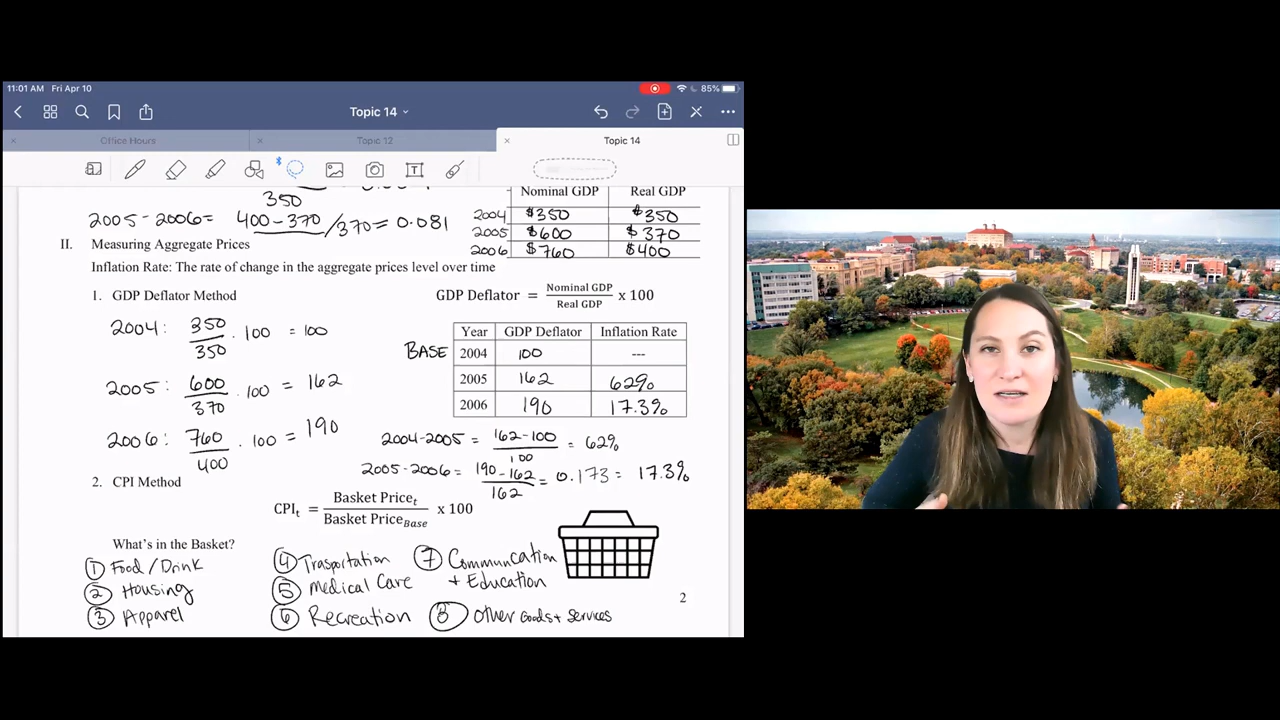 11:01 AM Fri Apr 10
85%
Topic 14
Office Hours
Topic 12
Topic 14
350
2005-2006= 400-370 /370 = 0.081
Nominal GDP Real GDP
2004 $350 $350
2005 $600 $370
2006 $760 $400
II. Measuring Aggregate Prices
Inflation Rate: The rate of change in the aggregate prices level over time
1. GDP Deflator Method
GDP Deflator = Nominal GDP / Real GDP x 100
2004: 350/350 · 100 = 100
2005: 600/370 · 100 = 162
2006: 760/400 · 100 = 190
Year GDP Deflator Inflation Rate
BASE 2004 100 ---
2005 162 62%
2006 190 17.3%
2004-2005 = 162-100 / 100 = 62%
2005-2006 = 190-162 / 162 = 0.173 = 17.3%
2. CPI Method
CPIt = Basket Pricet / Basket PriceBase x 100
What's in the Basket?
① Food/Drink
② Housing
③ Apparel
④ Trasportation
⑤ Medical Care
⑥ Recreation
⑦ Communcation
+ Education
⑧ Other Goods + Services
2